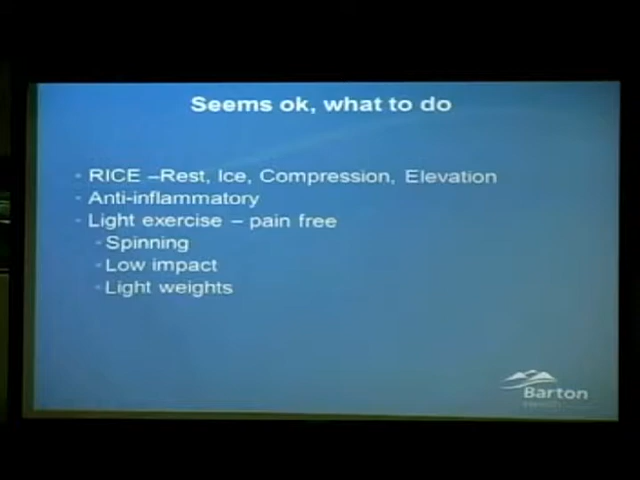 Seems ok, what to do
RICE –Rest, Ice, Compression, Elevation
Anti-inflammatory
Light exercise – pain free
Spinning
Low impact
Light weights
Barton